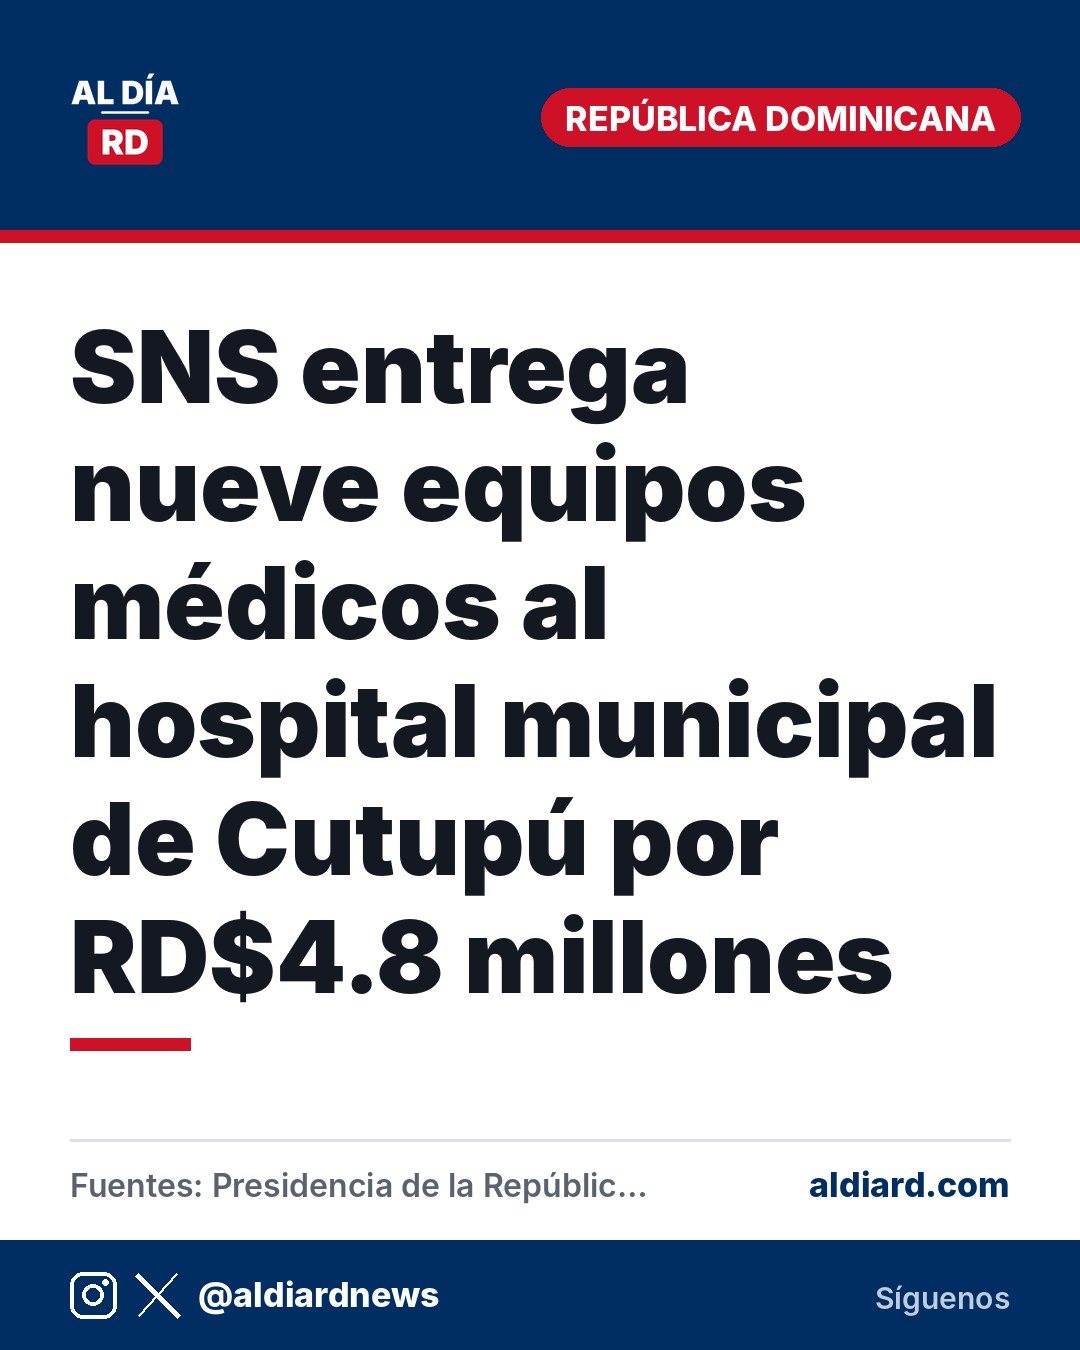 AL DÍA
RD
REPÚBLICA DOMINICANA
SNS entrega
nueve equipos
médicos al
hospital municipal
de Cutupú por
RD$4.8 millones
Fuentes: Presidencia de la Repúblic...
aldiard.com
@aldiardnews
Síguenos